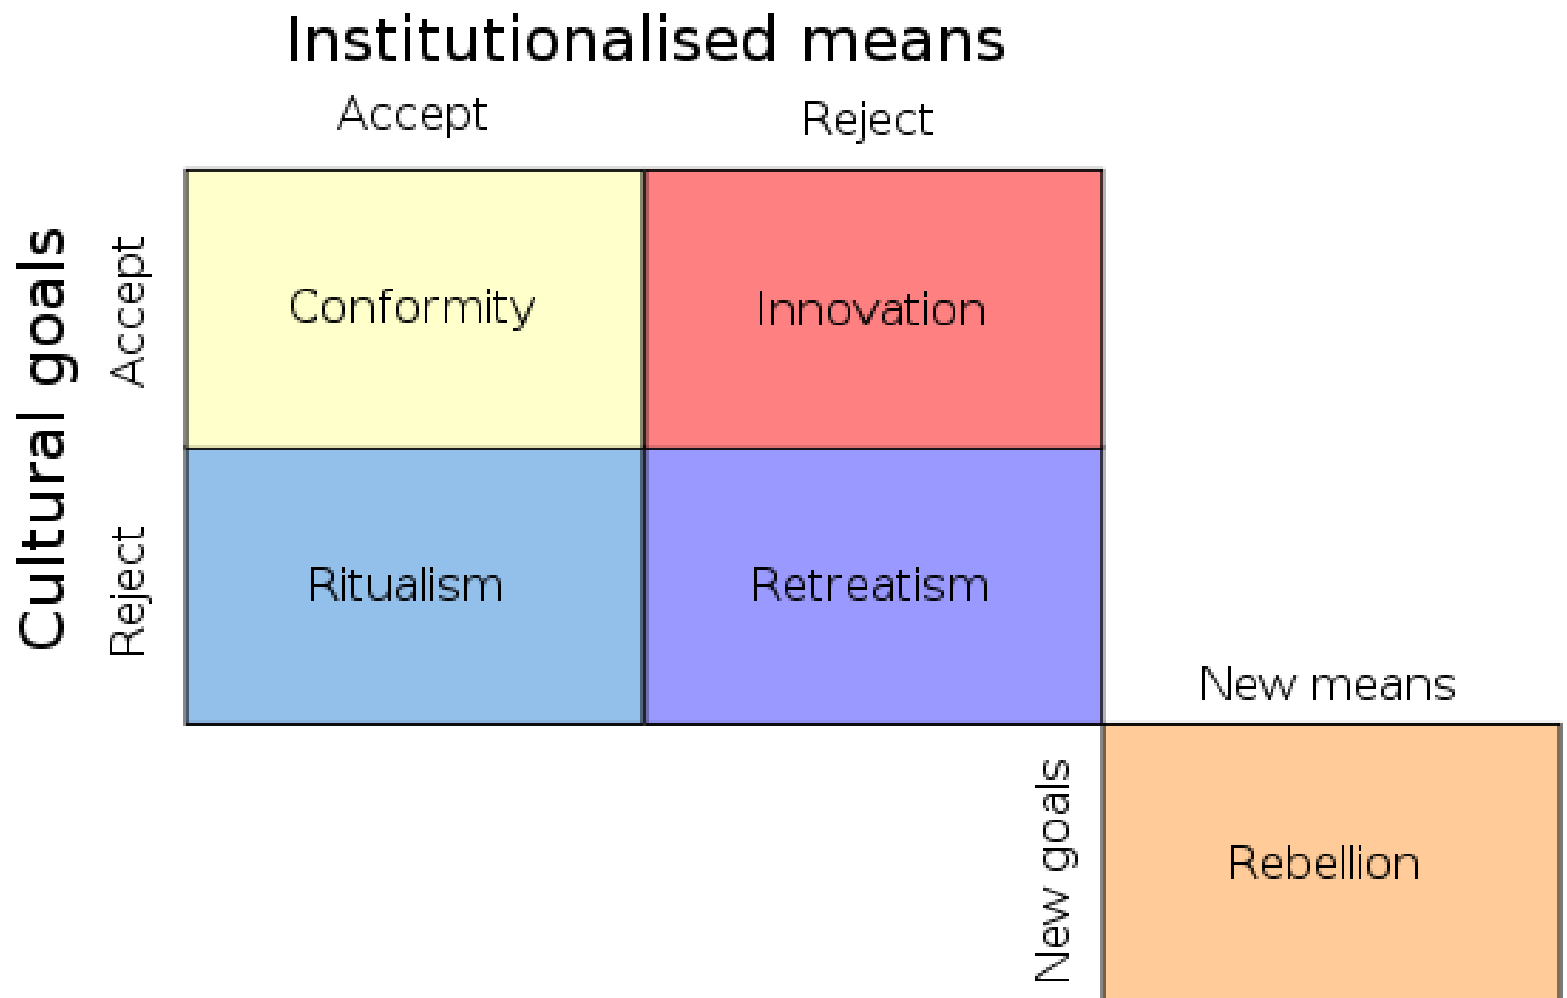 Institutionalised means
Accept
Reject
Cultural goals
Accept
Conformity
Innovation
Reject
Ritualism
Retreatism
New means
New goals
Rebellion